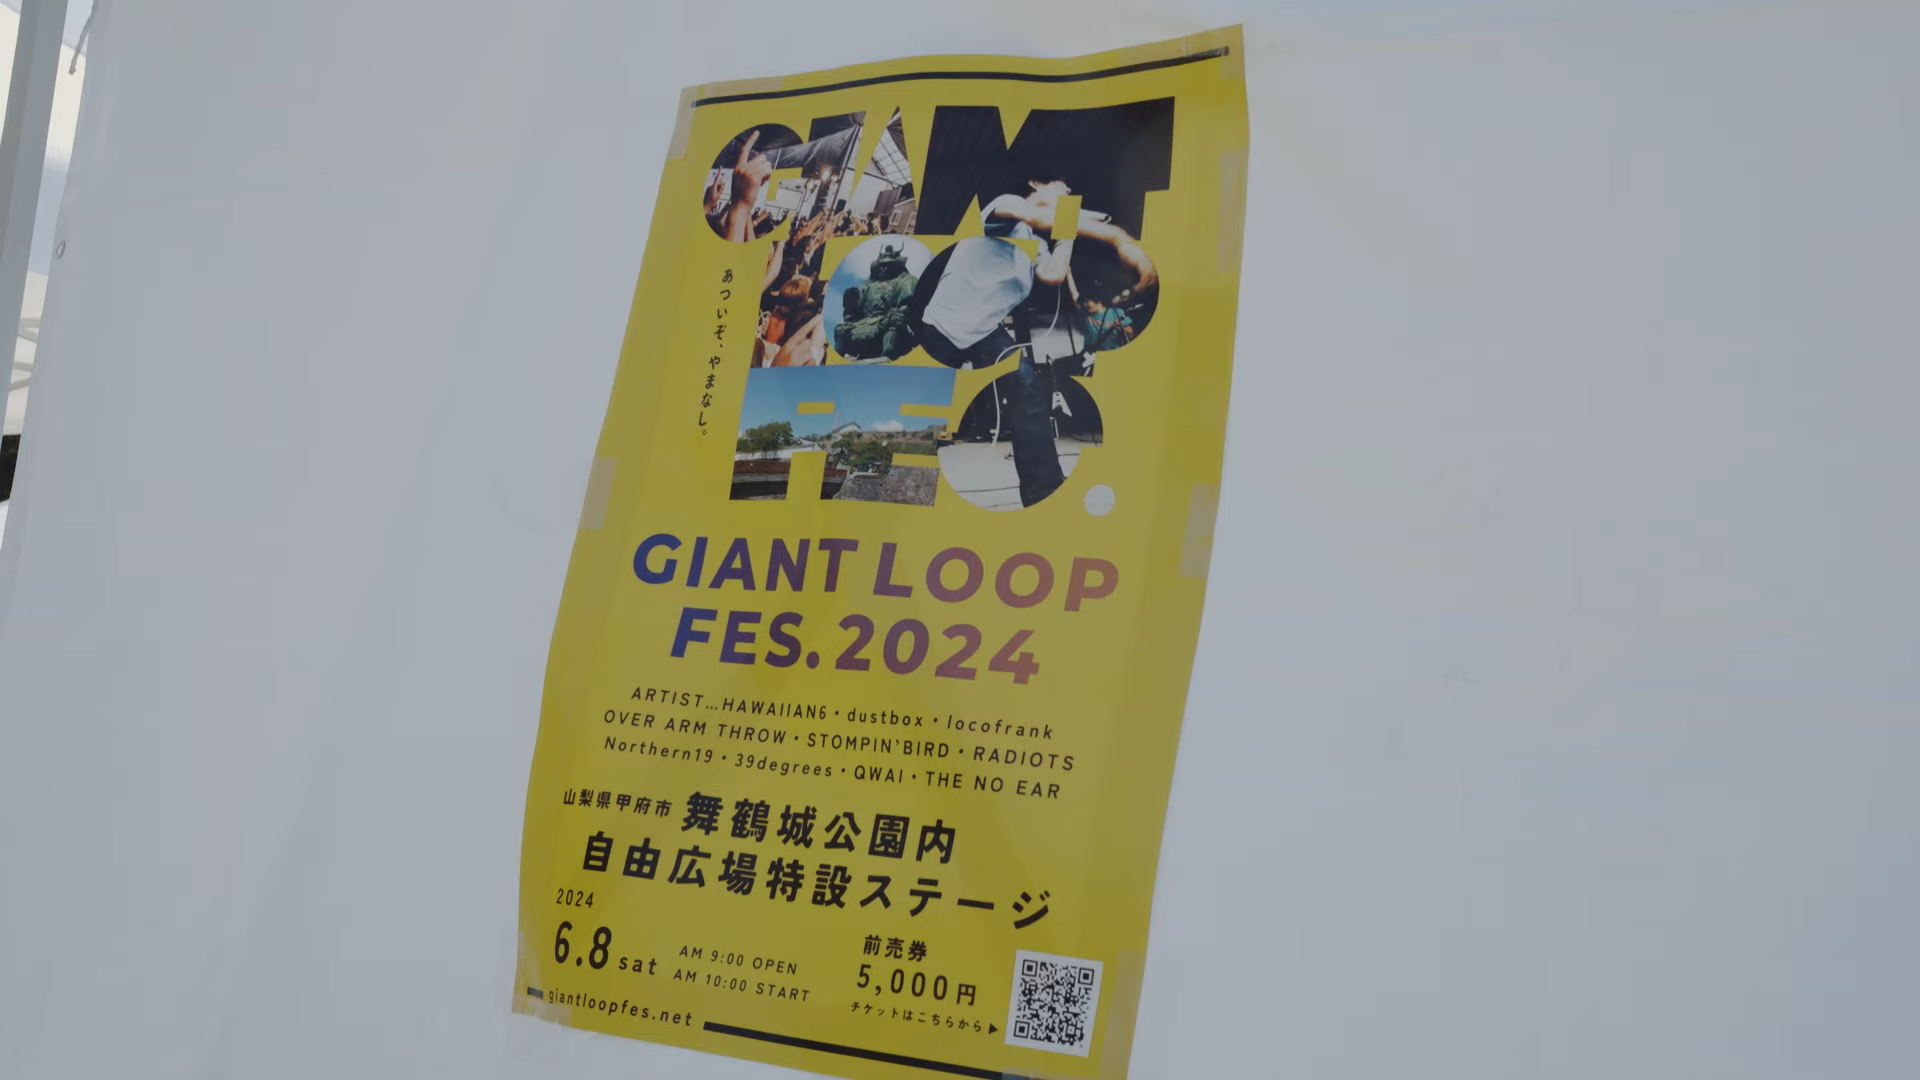 GIANT
LOOP
FES.
あついぞ、やまなし。
GIANT LOOP
FES.2024
ARTIST…HAWAIIAN6・dustbox・locofrank
OVER ARM THROW・STOMPIN'BIRD・RADIOTS
Northern19・39degrees・QWAI・THE NO EAR
山梨県甲府市 舞鶴城公園内
自由広場特設ステージ
2024
6.8 sat
AM 9:00 OPEN
AM 10:00 START
前売券
5,000円
チケットはこちらから▶
giantloopfes.net